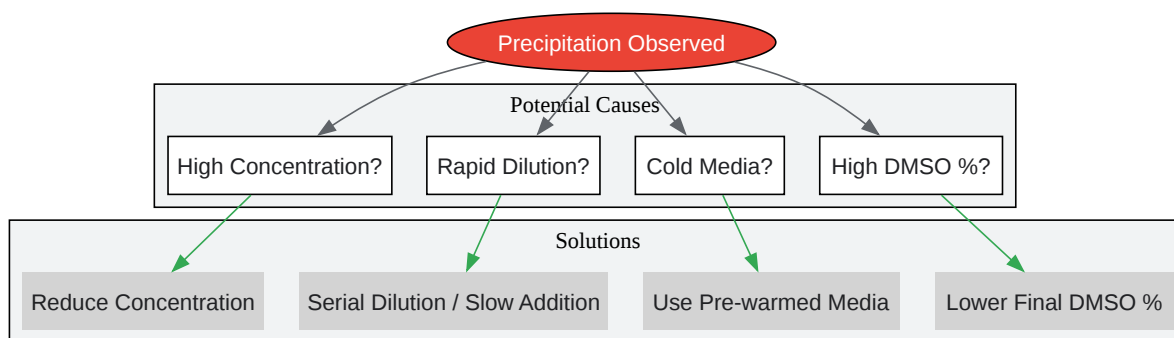 Precipitation Observed
Potential Causes
High Concentration?
Rapid Dilution?
Cold Media?
High DMSO %?
Solutions
Reduce Concentration
Serial Dilution / Slow Addition
Use Pre-warmed Media
Lower Final DMSO %